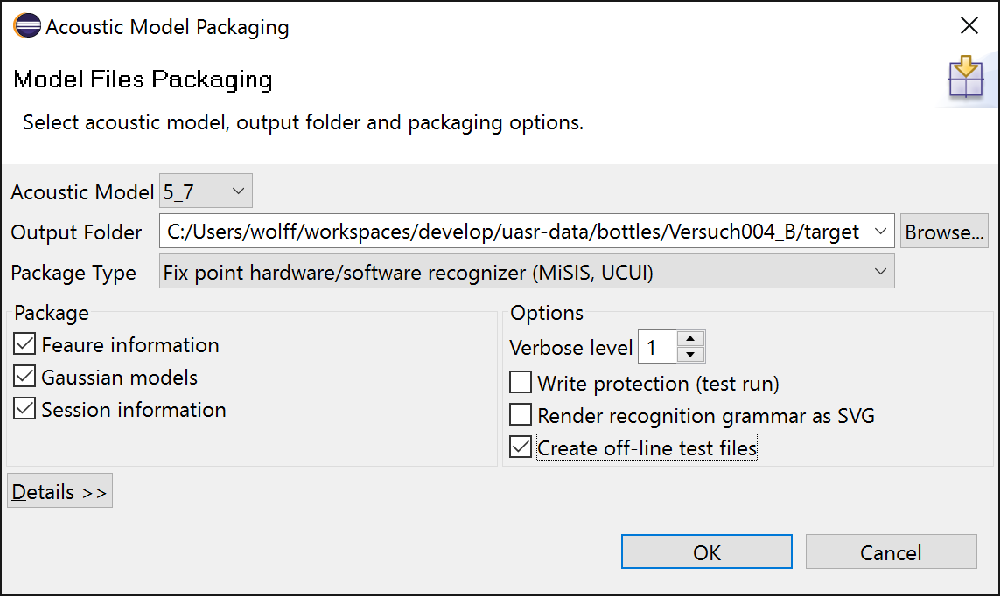 Acoustic Model Packaging
Model Files Packaging
Select acoustic model, output folder and packaging options.
Acoustic Model 5_7
Output Folder C:/Users/wolff/workspaces/develop/uasr-data/bottles/Versuch004_B/target Browse...
Package Type Fix point hardware/software recognizer (MiSIS, UCUI)
Package
Feaure information
Gaussian models
Session information
Options
Verbose level 1
Write protection (test run)
Render recognition grammar as SVG
Create off-line test files
Details >>
OK Cancel